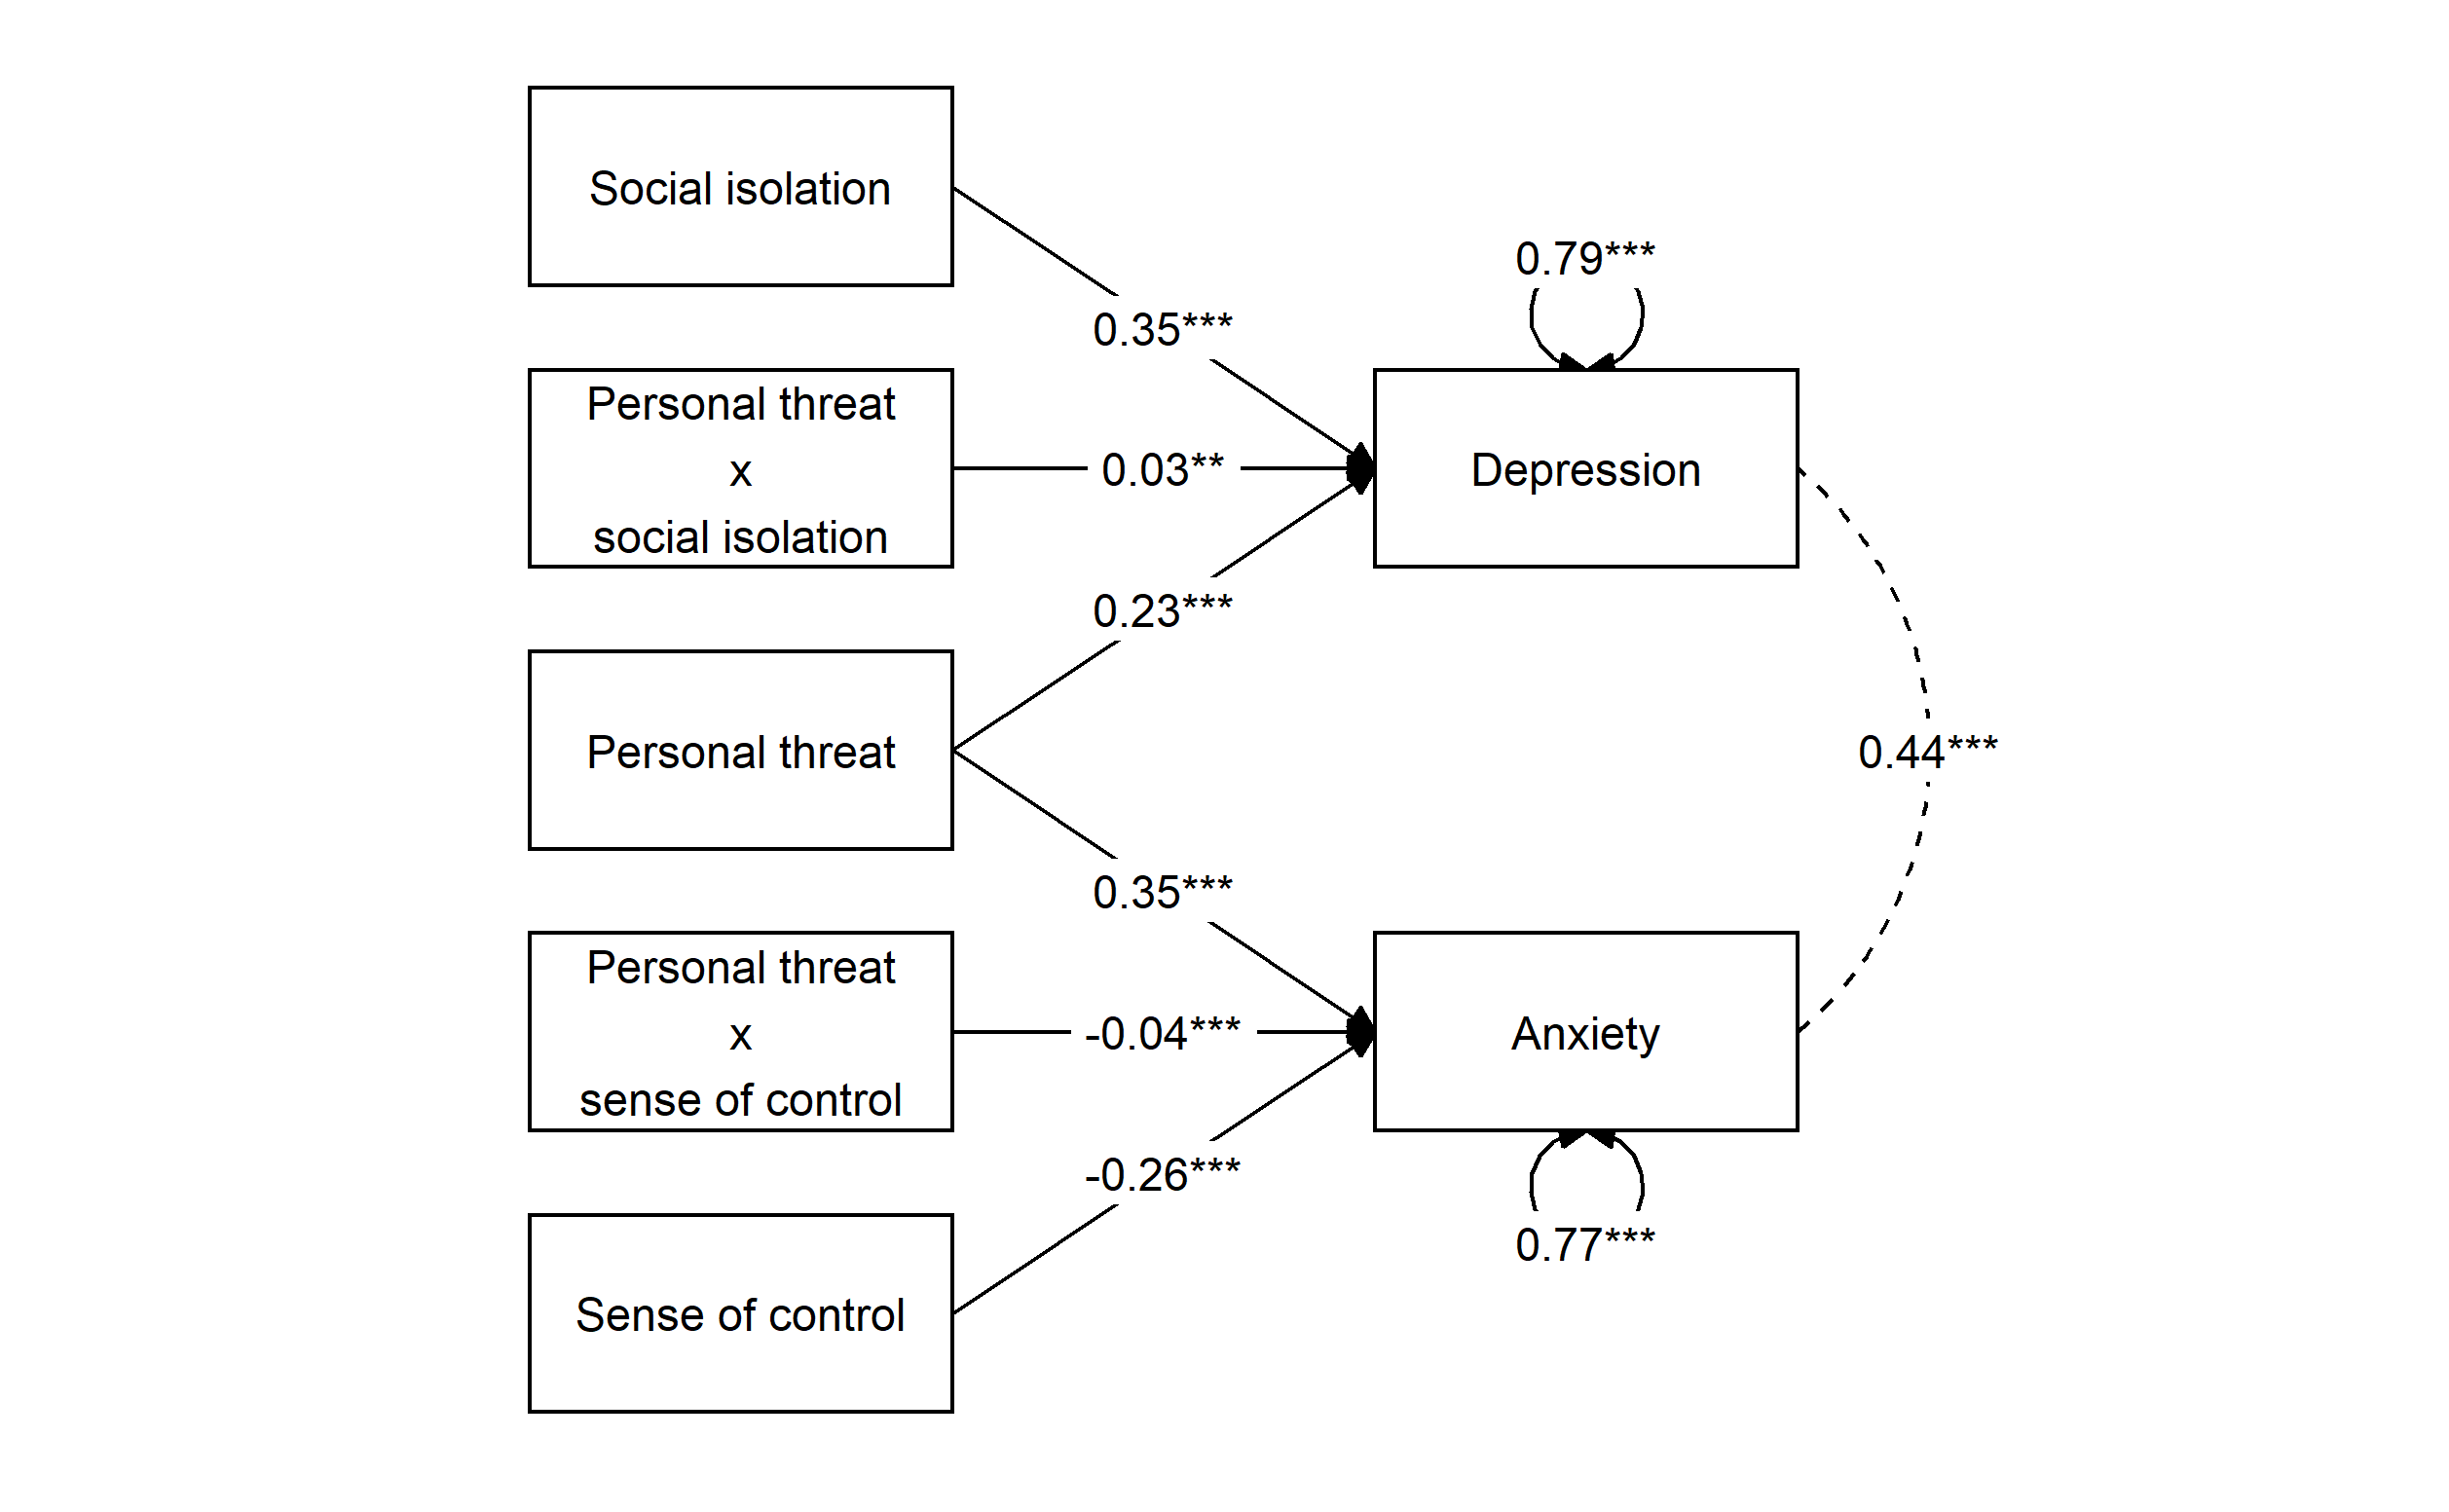 Social isolation
0.79***
0.35***
Personal threat
x
social isolation
0.03**
Depression
0.23***
Personal threat
0.44***
0.35***
Personal threat
x
sense of control
-0.04***
Anxiety
-0.26***
0.77***
Sense of control